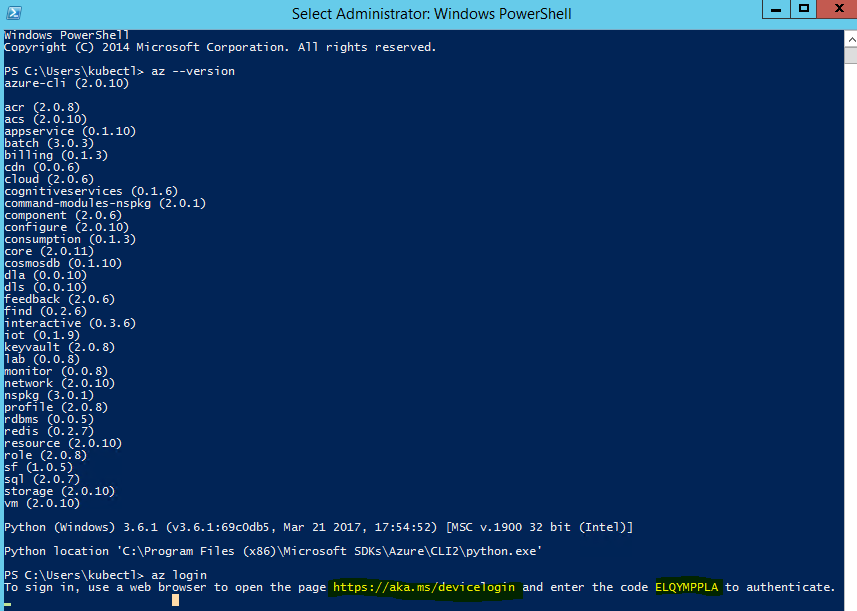 Select Administrator: Windows PowerShell
Windows PowerShell
Copyright (C) 2014 Microsoft Corporation. All rights reserved.
PS C:\Users\kubectl> az --version
azure-cli (2.0.10)
acr (2.0.8)
acs (2.0.10)
appservice (0.1.10)
batch (3.0.3)
billing (0.1.3)
cdn (0.0.6)
cloud (2.0.6)
cognitiveservices (0.1.6)
command-modules-nspkg (2.0.1)
component (2.0.6)
configure (2.0.10)
consumption (0.1.3)
core (2.0.11)
cosmosdb (0.1.10)
dla (0.0.10)
dls (0.0.10)
feedback (2.0.6)
find (0.2.6)
interactive (0.3.6)
iot (0.1.9)
keyvault (2.0.8)
lab (0.0.8)
monitor (0.0.8)
network (2.0.10)
nspkg (3.0.1)
profile (2.0.8)
rdbms (0.0.5)
redis (0.2.7)
resource (2.0.10)
role (2.0.8)
sf (1.0.5)
sql (2.0.7)
storage (2.0.10)
vm (2.0.10)
Python (Windows) 3.6.1 (v3.6.1:69c0db5, Mar 21 2017, 17:54:52) [MSC v.1900 32 bit (Intel)]
Python location 'C:\Program Files (x86)\Microsoft SDKs\Azure\CLI2\python.exe'
PS C:\Users\kubectl> az login
To sign in, use a web browser to open the page https://aka.ms/devicelogin and enter the code ELQYMPPLA to authenticate.